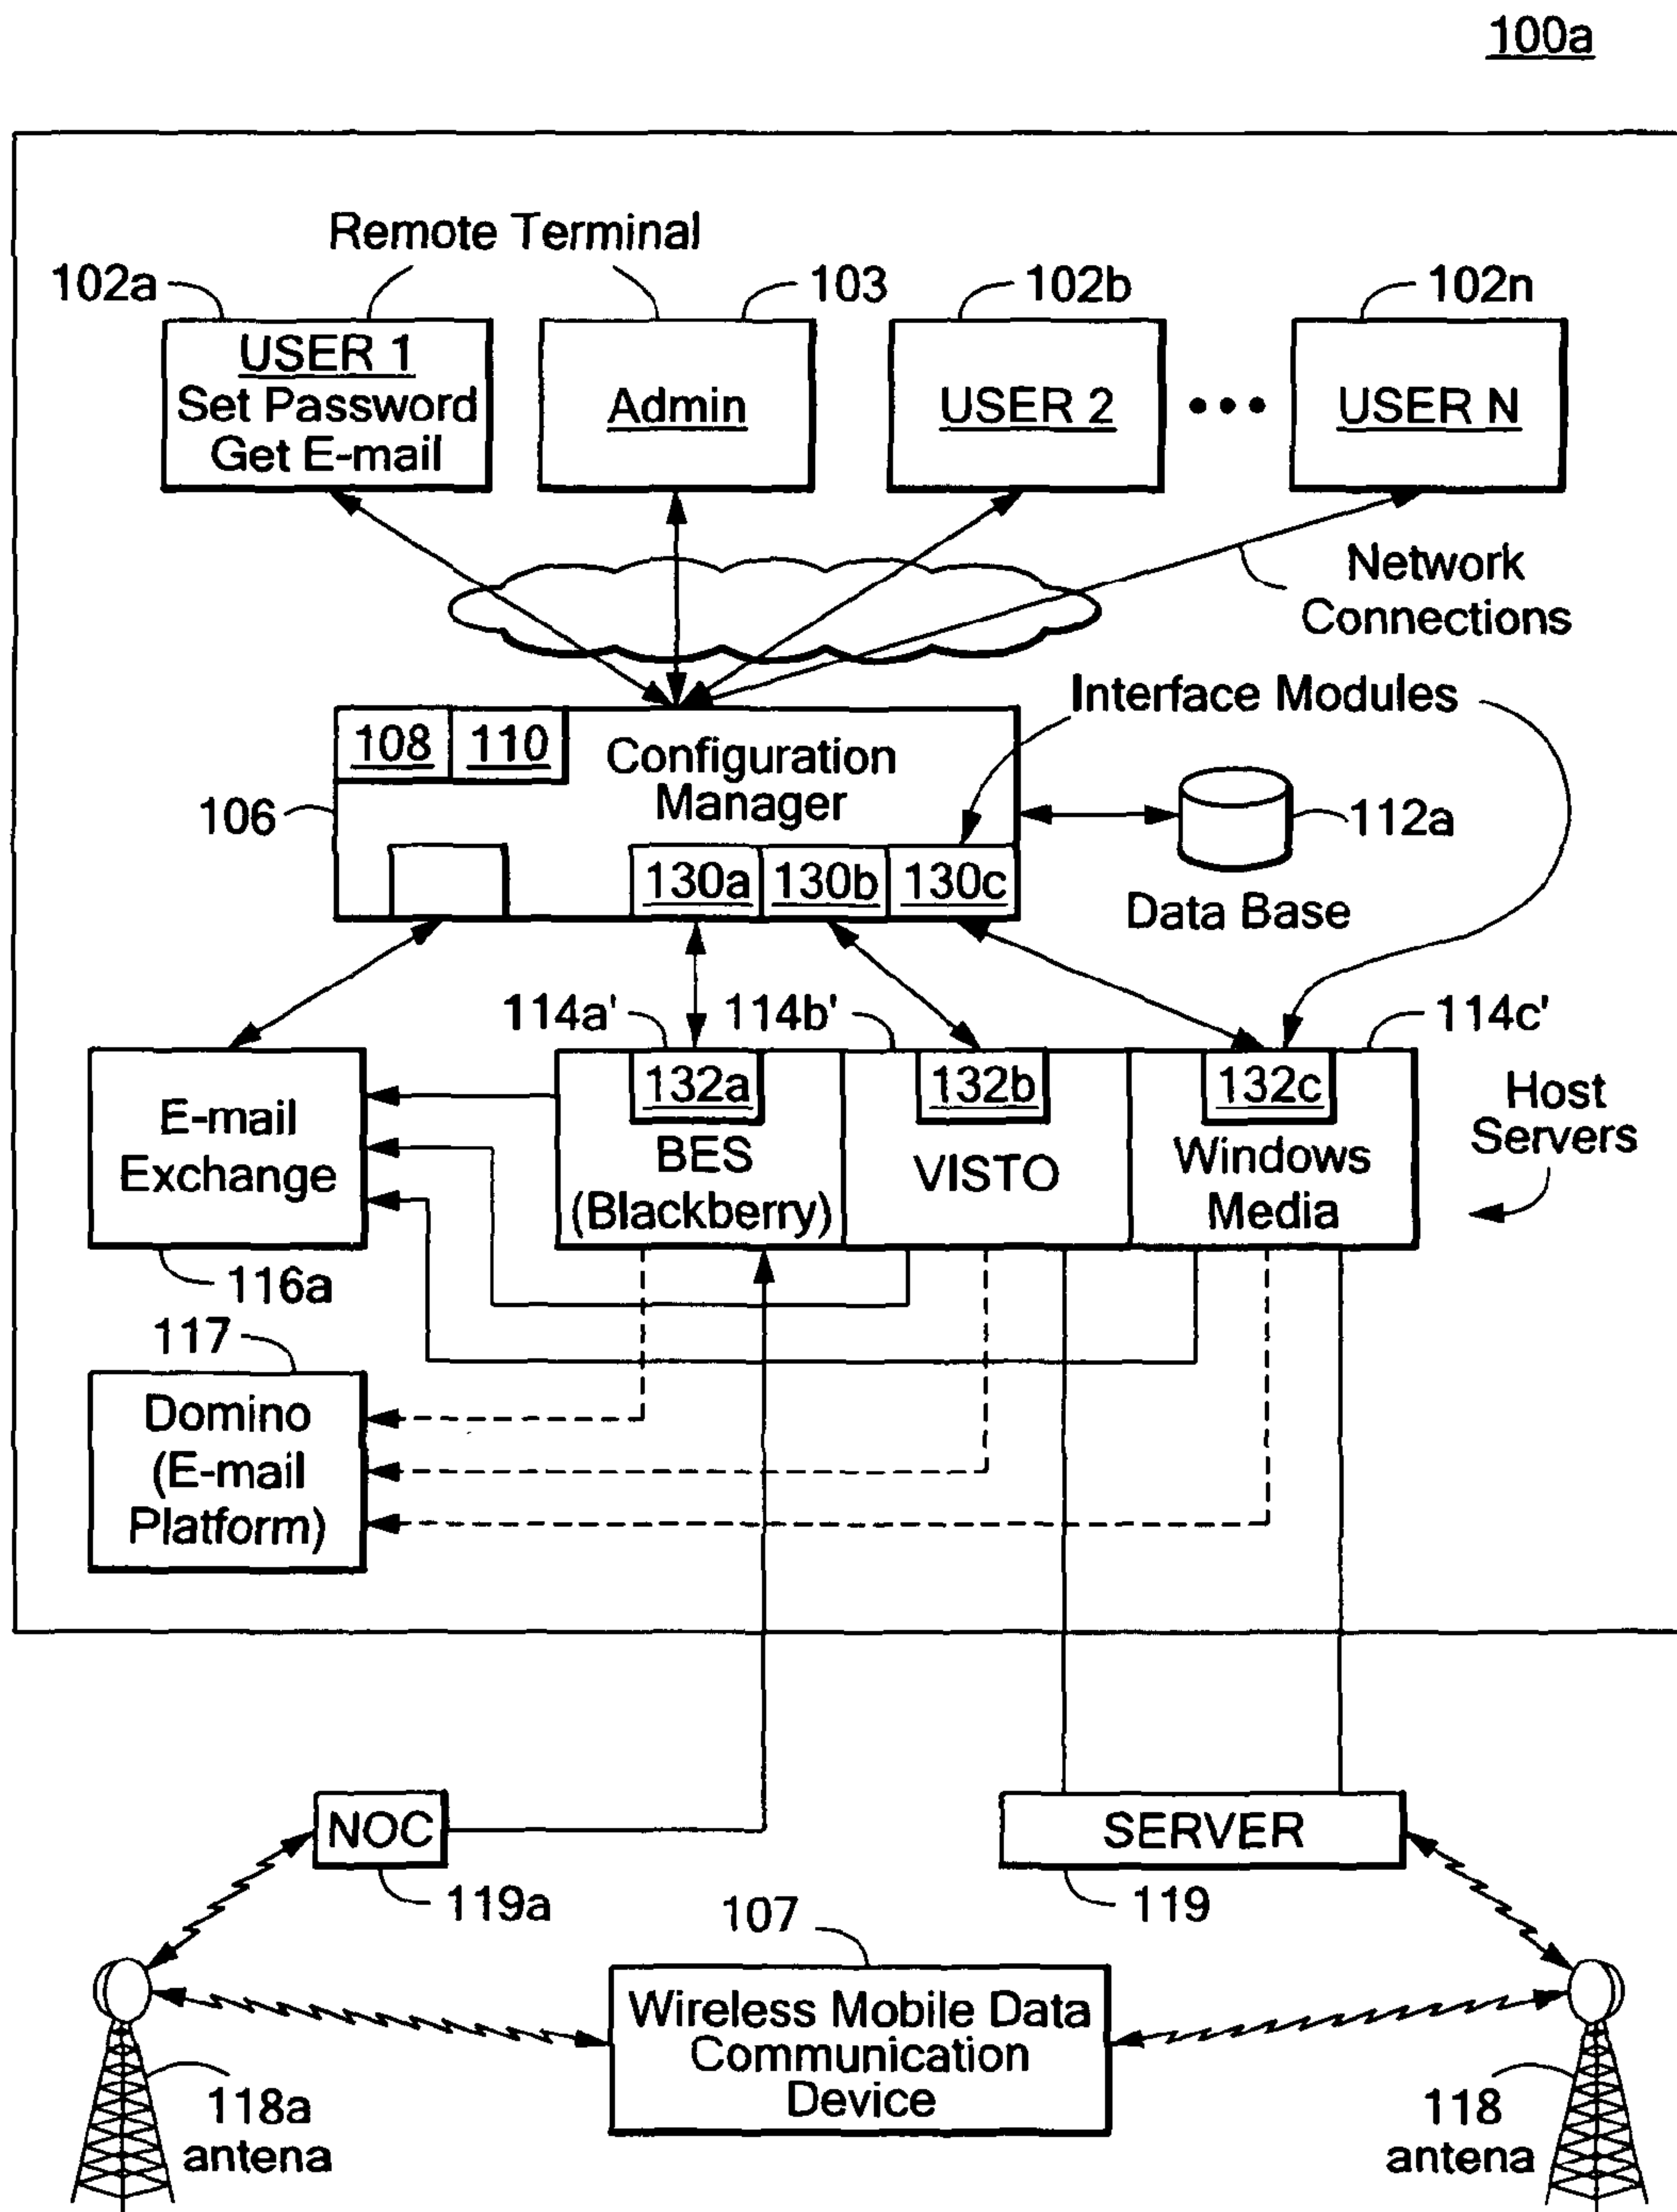 100a
Remote Terminal
102a
103
102b
102n
USER 1
Set Password
Get E-mail
Admin
USER 2
USER N
Network
Connections
Interface Modules
108
110
Configuration
Manager
106
112a
130a
130b
130c
Data Base
114a'
114b'
114c'
132a
132b
132c
E-mail
Exchange
BES
(Blackberry)
VISTO
Windows
Media
Host
Servers
116a
117
Domino
(E-mail
Platform)
NOC
SERVER
119a
119
107
Wireless Mobile Data
Communication
Device
118a
antena
118
antena